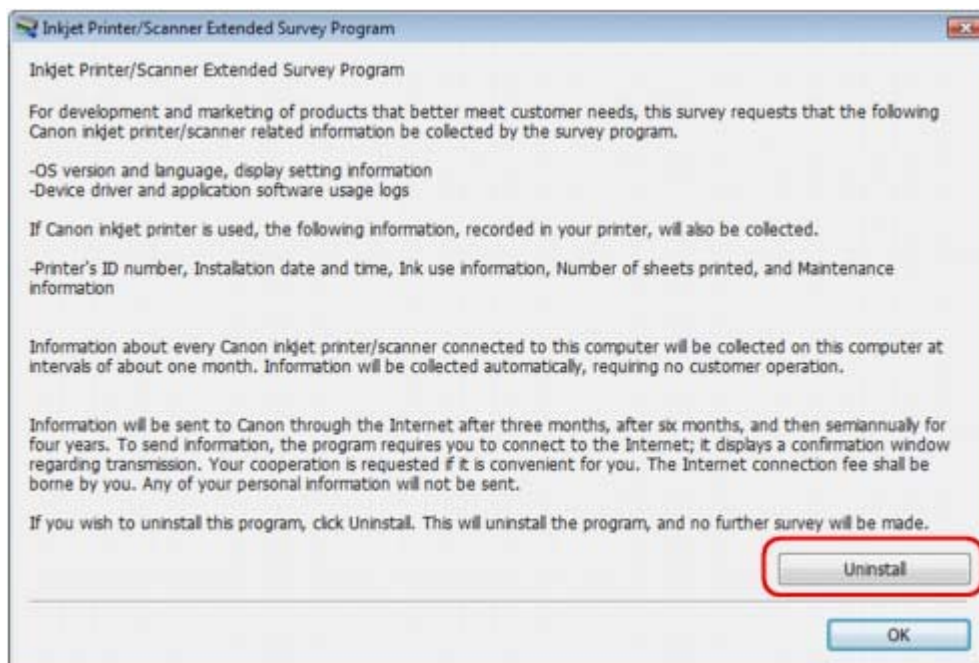 Inkjet Printer/Scanner Extended Survey Program
Inkjet Printer/Scanner Extended Survey Program
For development and marketing of products that better meet customer needs, this survey requests that the following
Canon inkjet printer/scanner related information be collected by the survey program.
-OS version and language, display setting information
-Device driver and application software usage logs
If Canon inkjet printer is used, the following information, recorded in your printer, will also be collected.
-Printer's ID number, Installation date and time, Ink use information, Number of sheets printed, and Maintenance
information
Information about every Canon inkjet printer/scanner connected to this computer will be collected on this computer at
intervals of about one month. Information will be collected automatically, requiring no customer operation.
Information will be sent to Canon through the Internet after three months, after six months, and then semiannually for
four years. To send information, the program requires you to connect to the Internet; it displays a confirmation window
regarding transmission. Your cooperation is requested if it is convenient for you. The Internet connection fee shall be
borne by you. Any of your personal information will not be sent.
If you wish to uninstall this program, click Uninstall. This will uninstall the program, and no further survey will be made.
Uninstall
OK